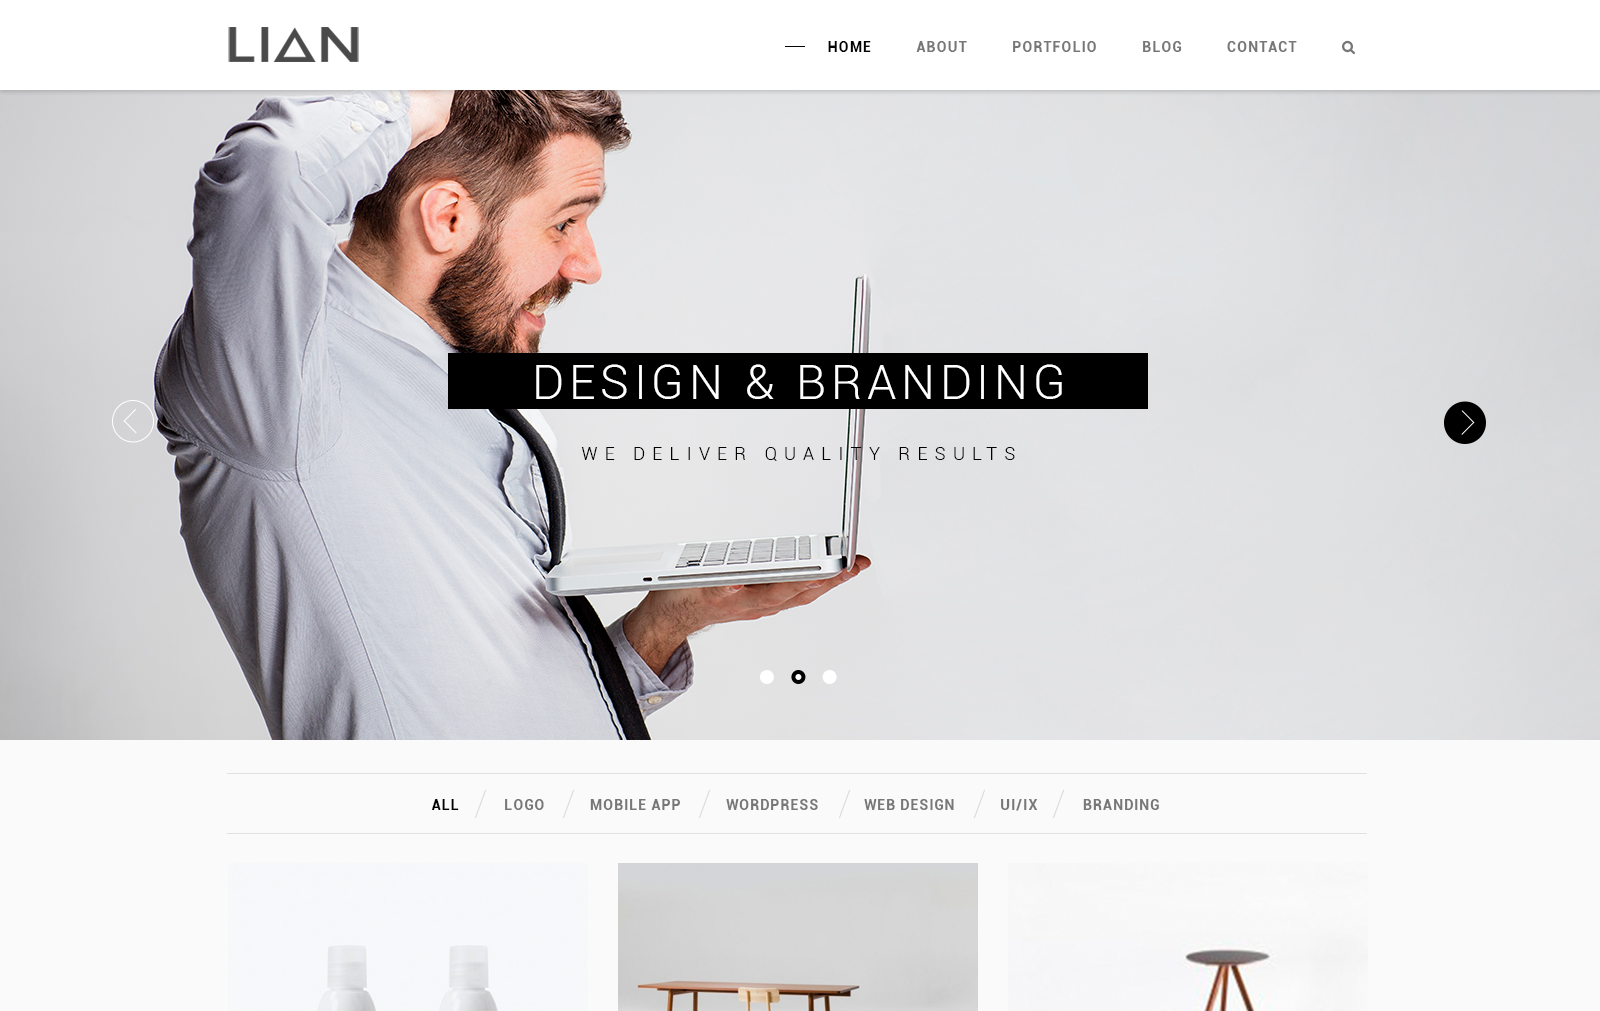 LIAN
HOME ABOUT PORTFOLIO BLOG CONTACT
DESIGN & BRANDING
WE DELIVER QUALITY RESULTS
ALL / LOGO / MOBILE APP / WORDPRESS / WEB DESIGN / UI/IX / BRANDING